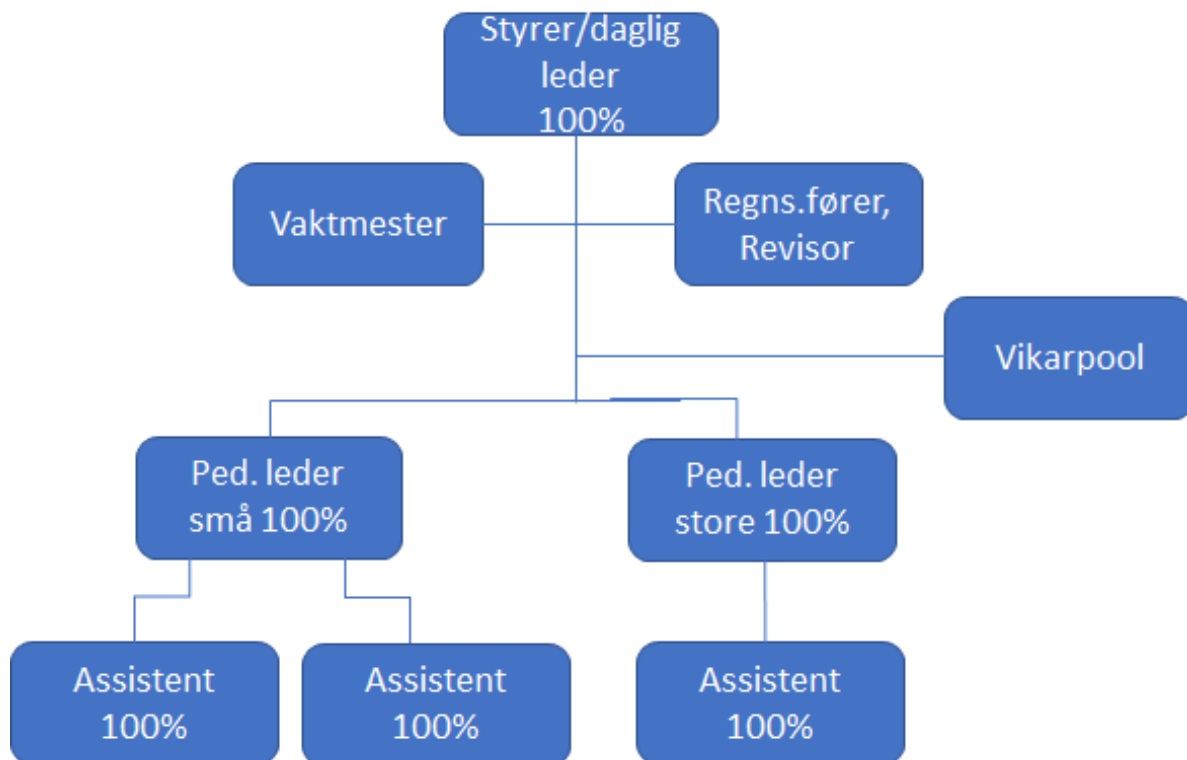 Styrer/daglig
leder
100%
Vaktmester
Regns.fører,
Revisor
Vikarpool
Ped. leder
små 100%
Ped. leder
store 100%
Assistent
100%
Assistent
100%
Assistent
100%